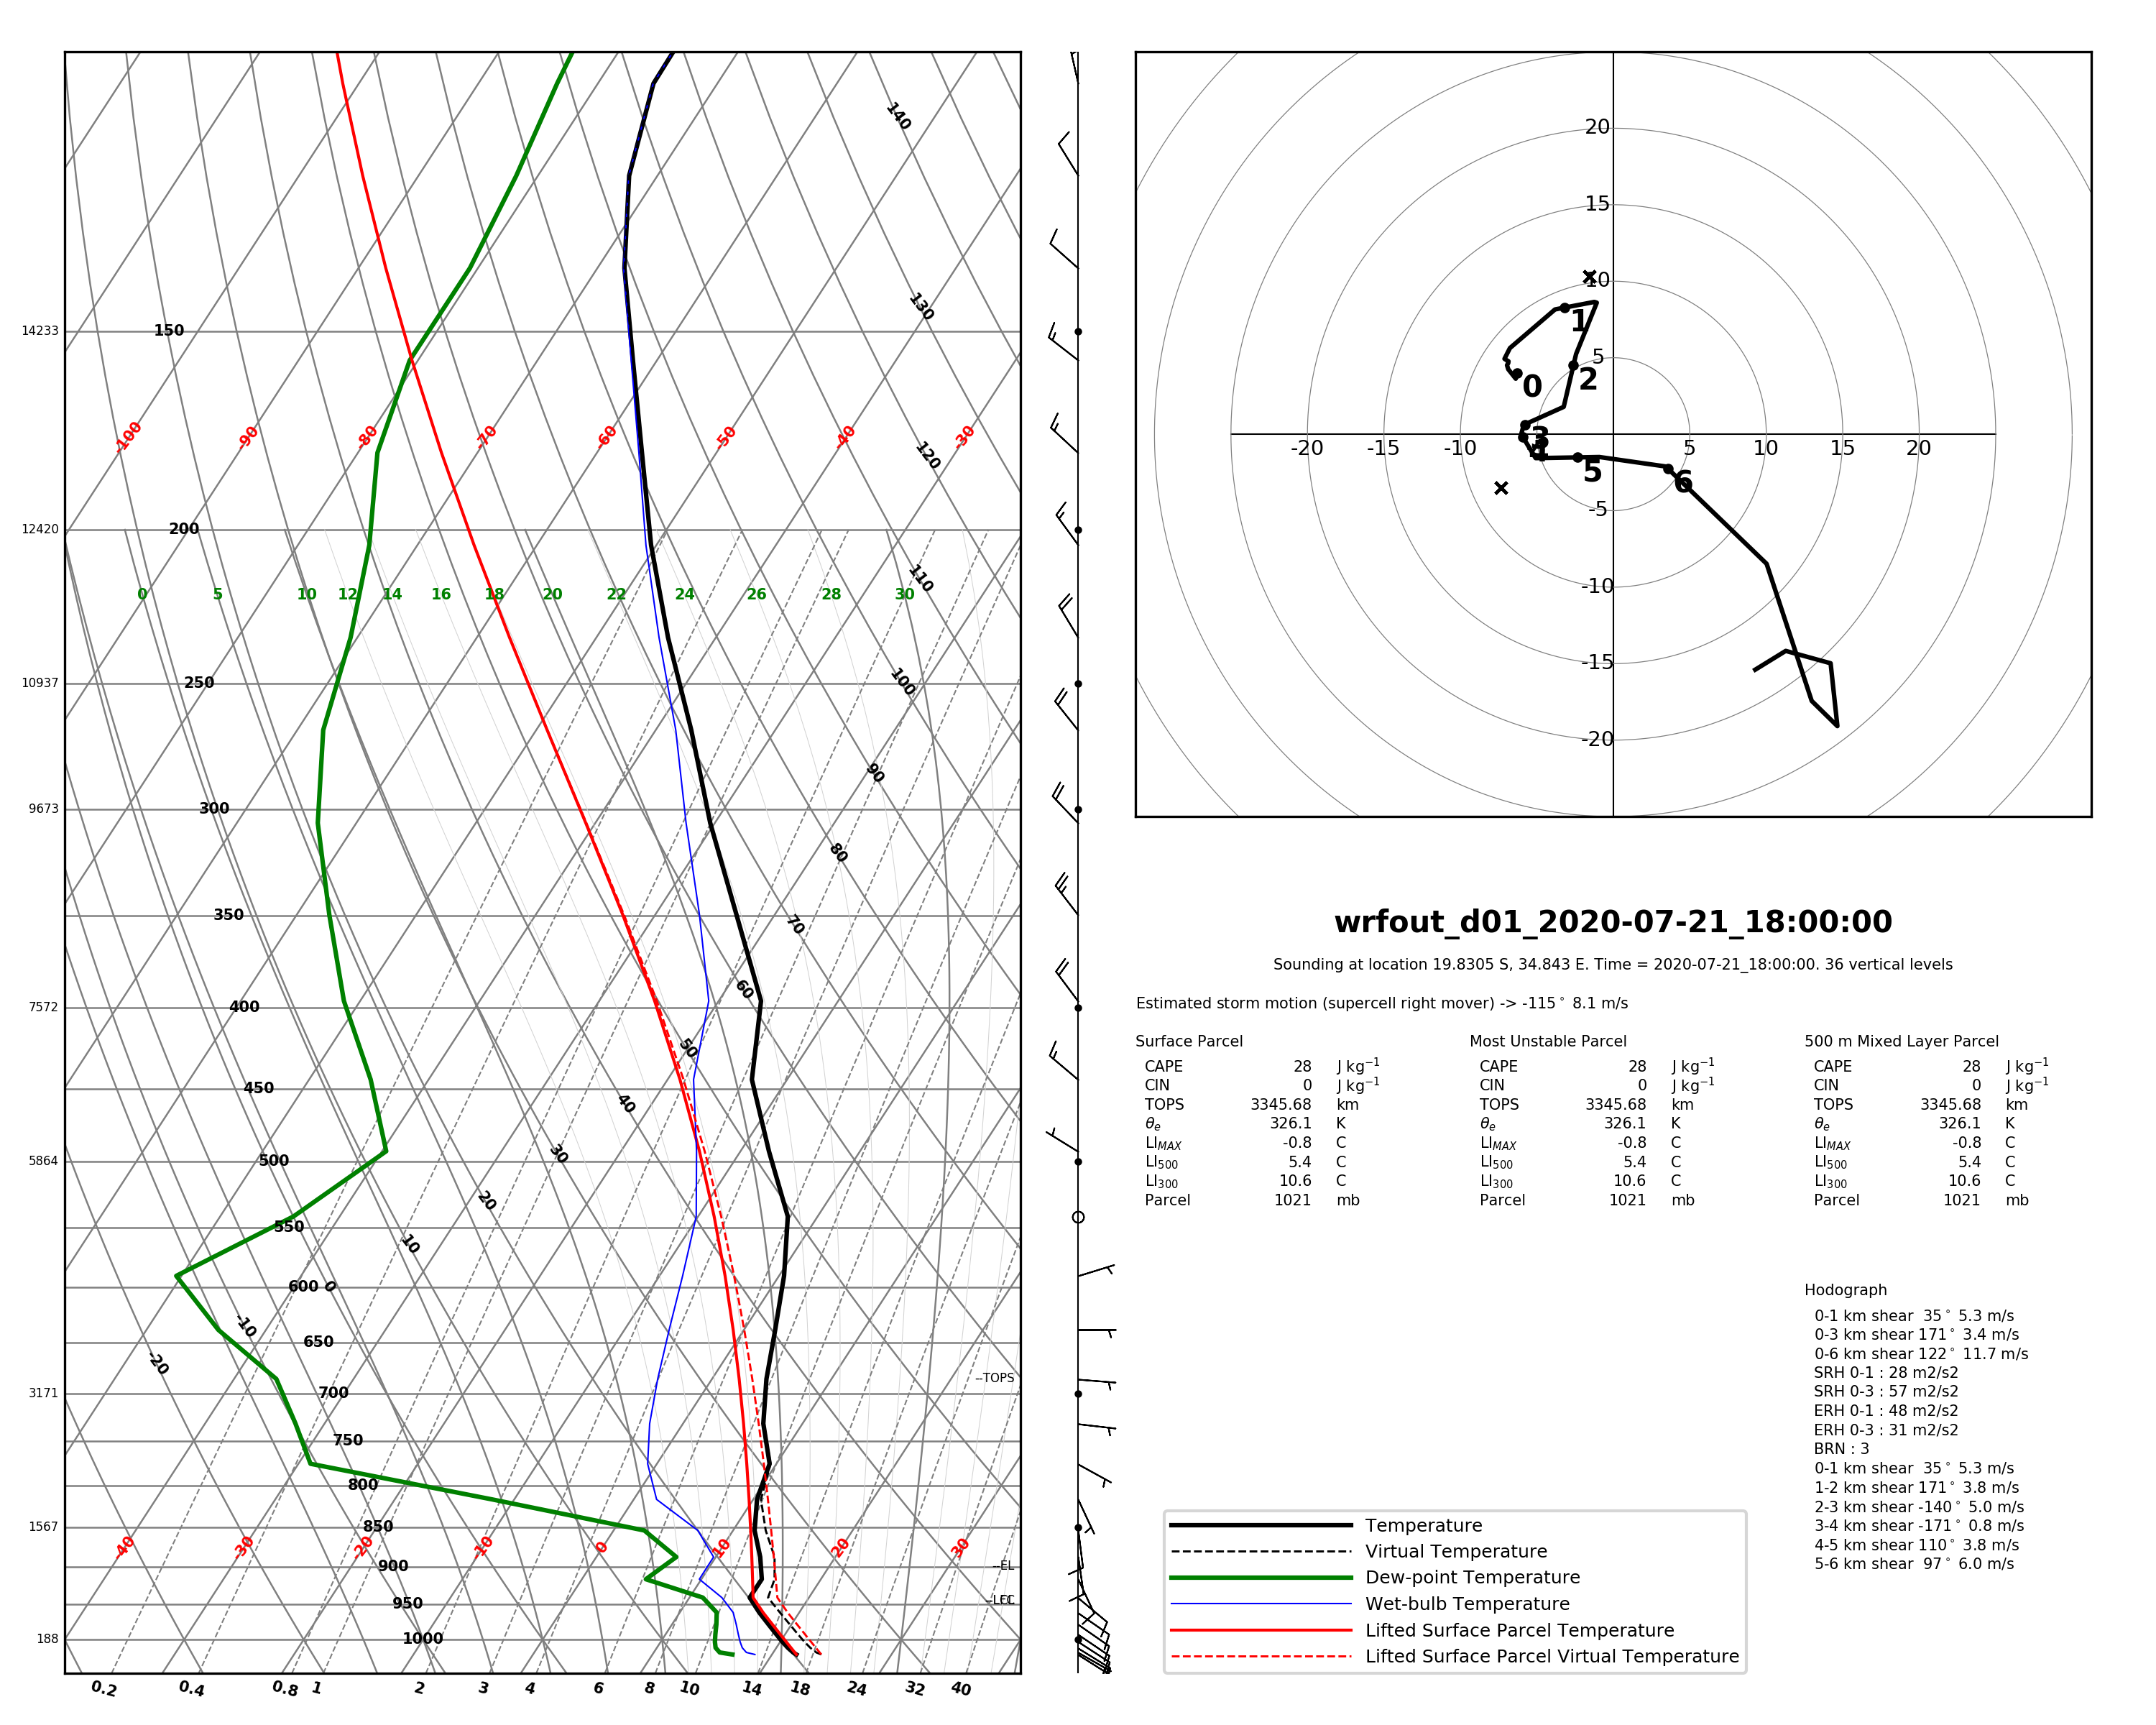 140
130
14233 150
-100 -90 -80 -70 -60 -50 -40 -30
120
12420 200
110
0 5 10 12 14 16 18 20 22 24 26 28 30
10937 250
100
90
9673 300
80
350
70
60
7572 400
50
450
40
5864 500
30
20
550
10
600 0
-10
650
-20
--TOPS
3171 700
750
800
1567 850
-40 -30 -20 -10 0 10 20 30
900
--EL
950
188 1000
0.2 0.4 0.8 1 2 3 4 6 8 10 14 18 24 32 40
20
15
10
1
5
2
0
3
4
-20 -15 -10 5 10 15 20
5
6
-5
-10
-15
-20
wrfout_d01_2020-07-21_18:00:00
Sounding at location 19.8305 S, 34.843 E. Time = 2020-07-21_18:00:00. 36 vertical levels
Estimated storm motion (supercell right mover) -> -115° 8.1 m/s
Surface Parcel
CAPE 28 J kg⁻¹
CIN 0 J kg⁻¹
TOPS 3345.68 km
θₑ 326.1 K
LI_MAX -0.8 C
LI₅₀₀ 5.4 C
LI₃₀₀ 10.6 C
Parcel 1021 mb
Most Unstable Parcel
CAPE 28 J kg⁻¹
CIN 0 J kg⁻¹
TOPS 3345.68 km
θₑ 326.1 K
LI_MAX -0.8 C
LI₅₀₀ 5.4 C
LI₃₀₀ 10.6 C
Parcel 1021 mb
500 m Mixed Layer Parcel
CAPE 28 J kg⁻¹
CIN 0 J kg⁻¹
TOPS 3345.68 km
θₑ 326.1 K
LI_MAX -0.8 C
LI₅₀₀ 5.4 C
LI₃₀₀ 10.6 C
Parcel 1021 mb
Hodograph
0-1 km shear 35° 5.3 m/s
0-3 km shear 171° 3.4 m/s
0-6 km shear 122° 11.7 m/s
SRH 0-1 : 28 m2/s2
SRH 0-3 : 57 m2/s2
ERH 0-1 : 48 m2/s2
ERH 0-3 : 31 m2/s2
BRN : 3
0-1 km shear 35° 5.3 m/s
1-2 km shear 171° 3.8 m/s
2-3 km shear -140° 5.0 m/s
3-4 km shear -171° 0.8 m/s
4-5 km shear 110° 3.8 m/s
5-6 km shear 97° 6.0 m/s
Temperature
Virtual Temperature
Dew-point Temperature
Wet-bulb Temperature
Lifted Surface Parcel Temperature
Lifted Surface Parcel Virtual Temperature